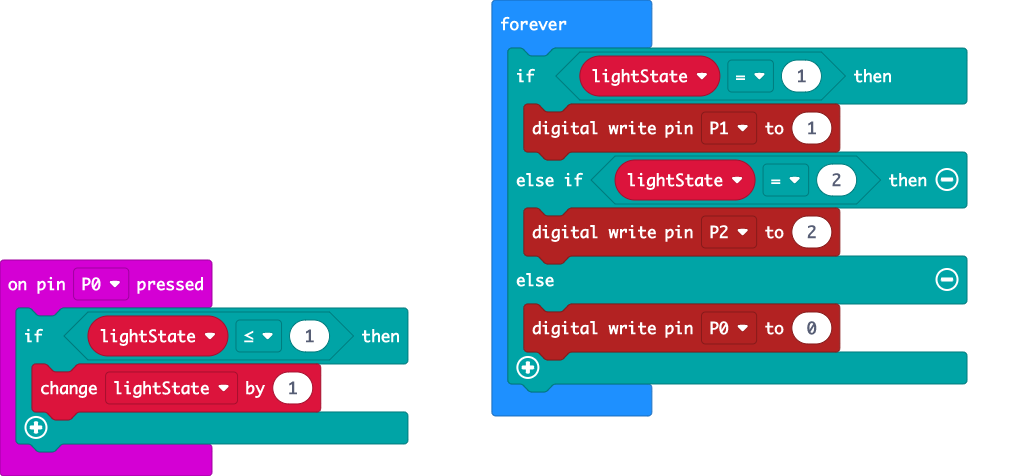 forever
if lightState = 1 then
digital write pin P1 to 1
else if lightState = 2 then
digital write pin P2 to 2
else
digital write pin P0 to 0
on pin P0 pressed
if lightState ≤ 1 then
change lightState by 1